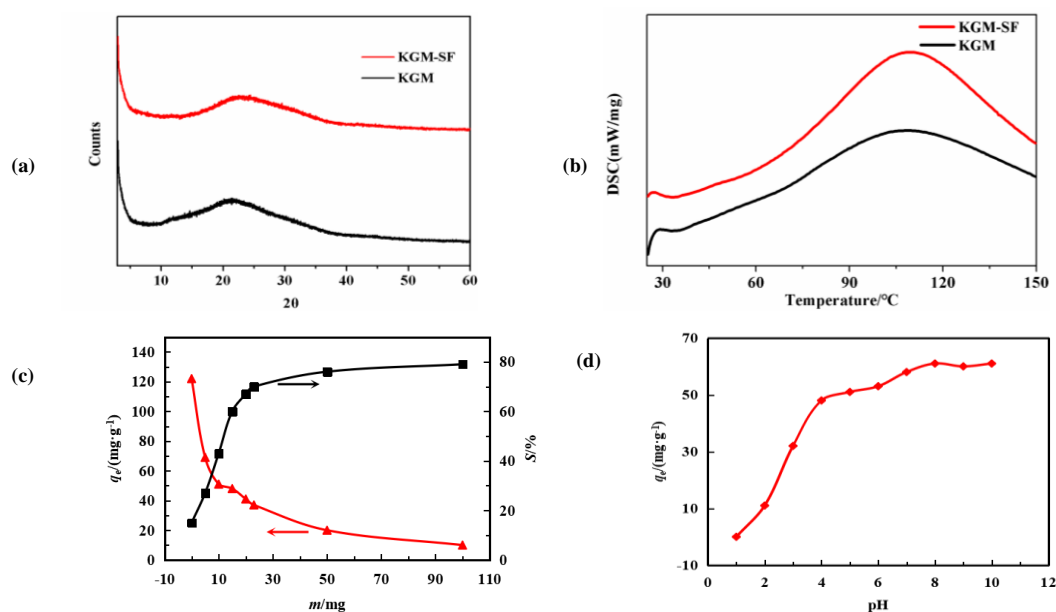 (a)
Counts
KGM-SF
KGM
10 20 30 40 50 60
2θ
(b)
DSC(mW/mg)
KGM-SF
KGM
30 60 90 120 150
Temperature/°C
(c)
qe/(mg·g-1)
140
120
100
80
60
40
20
0
80
60
40
20
0
S/%
-10 10 30 50 70 90 110
m/mg
(d)
qe/(mg·g-1)
70
50
30
10
-10
0 2 4 6 8 10 12
pH